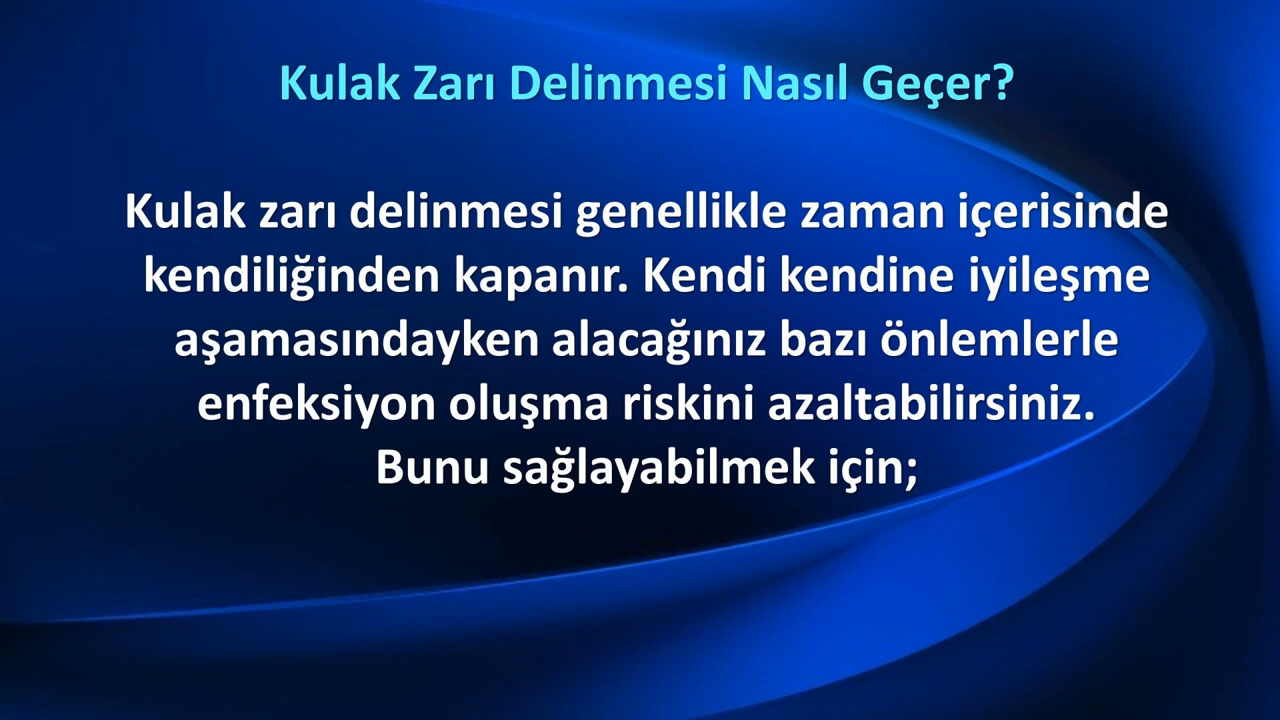 Kulak Zarı Delinmesi Nasıl Geçer?
Kulak zarı delinmesi genellikle zaman içerisinde
kendiliğinden kapanır. Kendi kendine iyileşme
aşamasındayken alacağınız bazı önlemlerle
enfeksiyon oluşma riskini azaltabilirsiniz.
Bunu sağlayabilmek için;